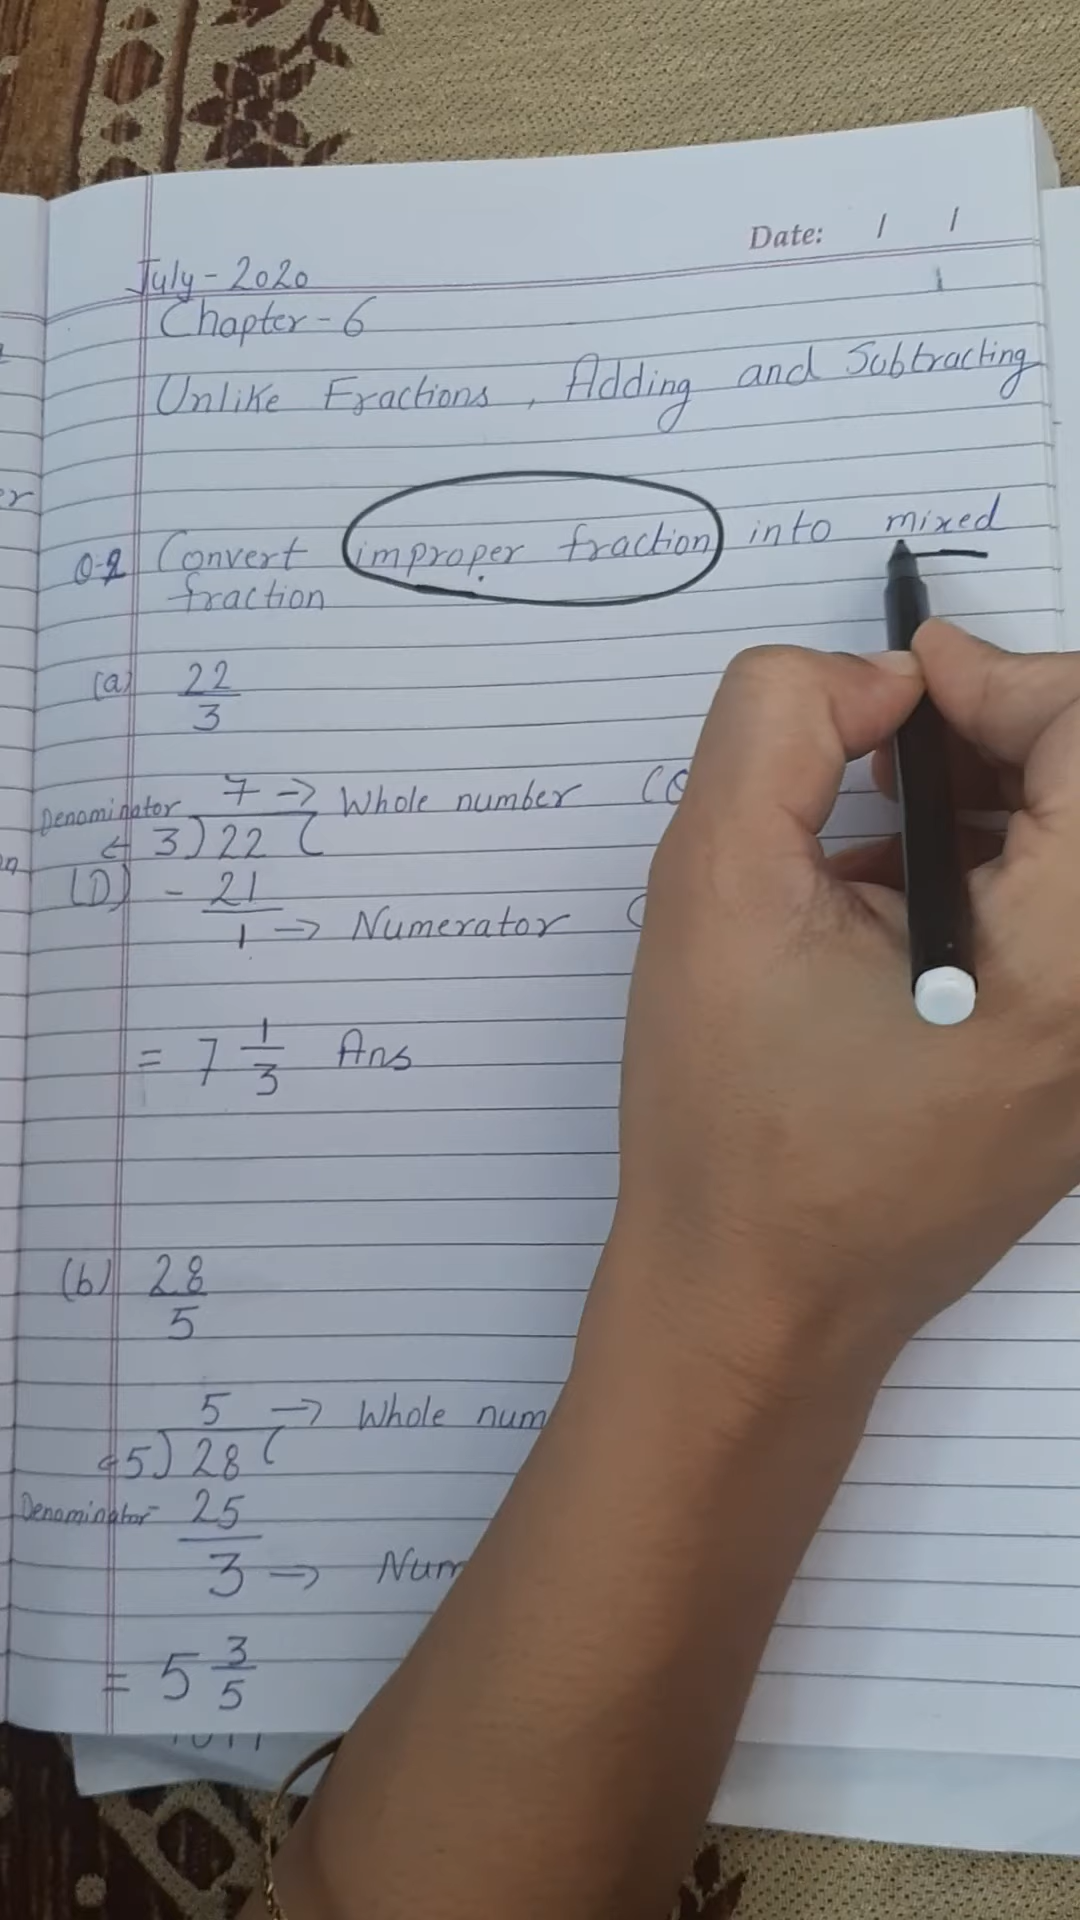 Date: / /
July-2020
Chapter-6
Unlike Fractions, Adding and Subtracting
Q-2 Convert improper fraction into mixed
fraction
(a) 22
3
7 -> Whole number (
Denominator
<- 3) 22 (
(D) - 21
1 -> Numerator (
= 7 1/3 Ans
(b) 28
5
5 -> Whole num
<- 5) 28 (
Denominator - 25
3 -> Num
= 5 3/5